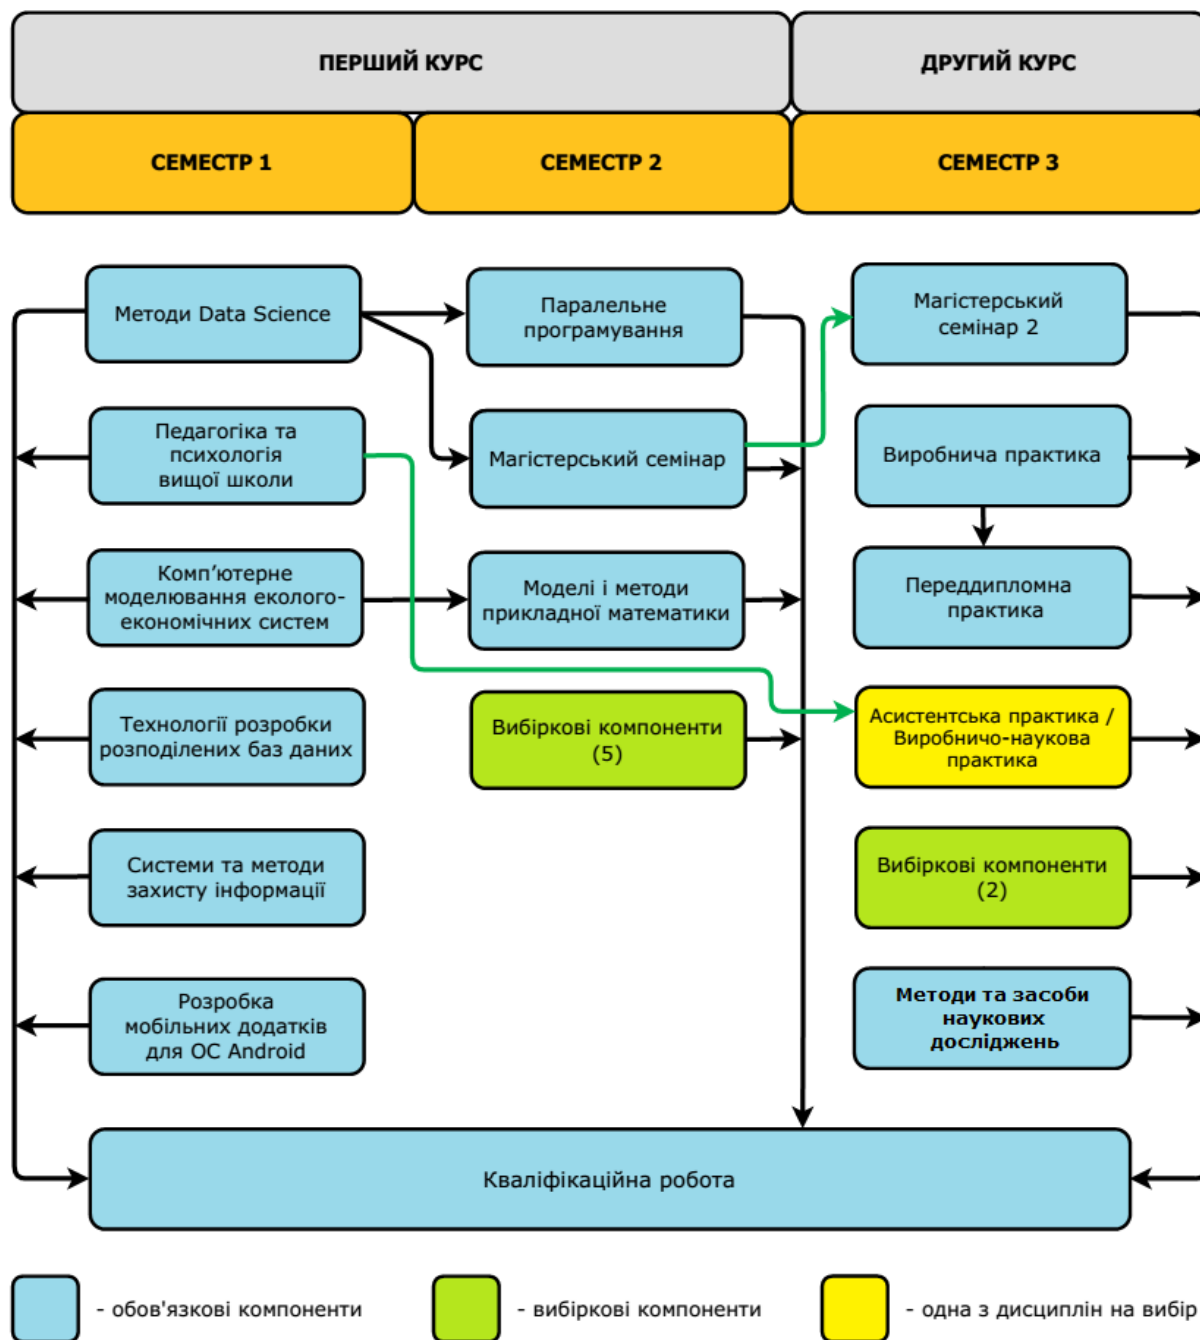 ПЕРШИЙ КУРС
ДРУГИЙ КУРС
СЕМЕСТР 1
СЕМЕСТР 2
СЕМЕСТР 3
Методи Data Science
Паралельне
програмування
Магістерський
семінар 2
Педагогіка та
психологія
вищої школи
Магістерський семінар
Виробнича практика
Комп’ютерне
моделювання еколого-
економічних систем
Моделі і методи
прикладної математики
Переддипломна
практика
Технології розробки
розподілених баз даних
Вибіркові компоненти
(5)
Асистентська практика /
Виробничо-наукова
практика
Системи та методи
захисту інформації
Вибіркові компоненти
(2)
Розробка
мобільних додатків
для ОС Android
Методи та засоби
наукових
досліджень
Кваліфікаційна робота
- обов'язкові компоненти
- вибіркові компоненти
- одна з дисциплін на вибір